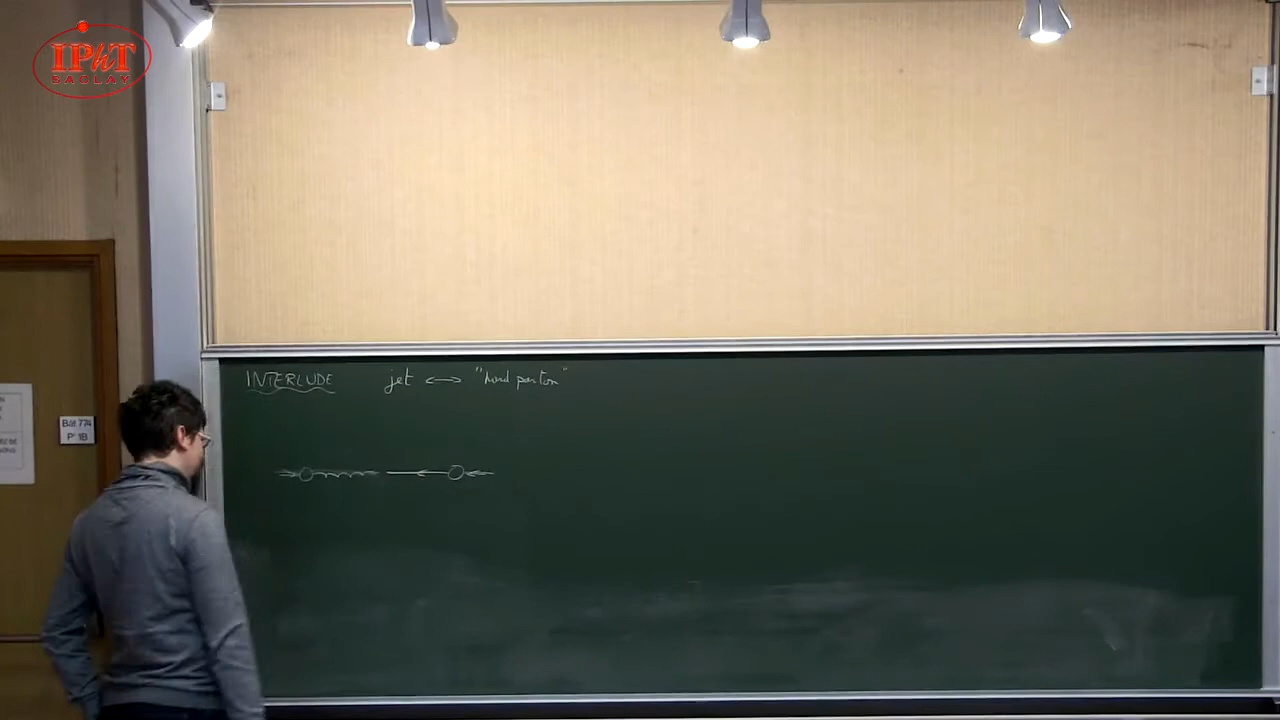 IPhT
SACLAY
INTERLUDE jet ⟷ "hard parton"
Bât 774
P 1B